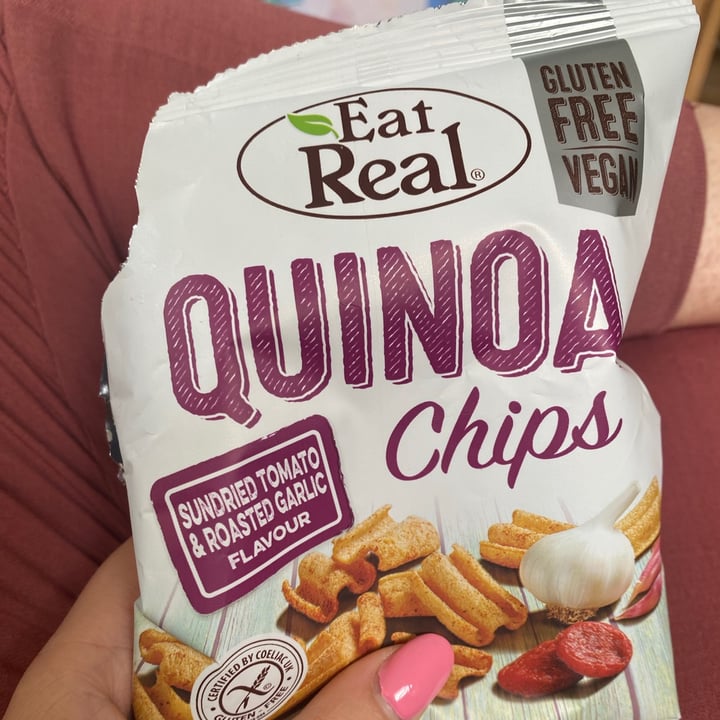 Eat
Real®
GLUTEN
FREE
VEGAN
QUINOA
Chips
SUNDRIED TOMATO
& ROASTED GARLIC
FLAVOUR
CERTIFIED BY COELIAC UK
GLUTEN-FREE